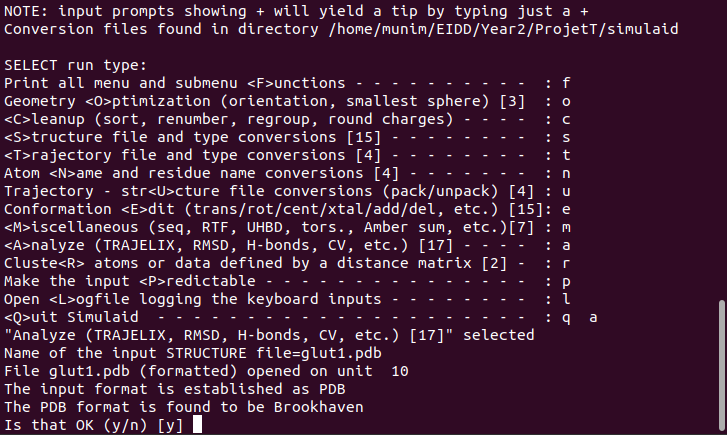 NOTE: input prompts showing + will yield a tip by typing just a +
Conversion files found in directory /home/munim/EIDD/Year2/ProjetT/simulaid
SELECT run type:
Print all menu and submenu <F>unctions - - - - - - - - - -  : f
Geometry <O>ptimization (orientation, smallest sphere) [3]  : o
<C>leanup (sort, renumber, regroup, round charges) - - - -  : c
<S>tructure file and type conversions [15] - - - - - - - -  : s
<T>rajectory file and type conversions [4] - - - - - - - -  : t
Atom <N>ame and residue name conversions [4] - - - - - - -  : n
Trajectory - str<U>cture file conversions (pack/unpack) [4] : u
Conformation <E>dit (trans/rot/cent/xtal/add/del, etc.) [15]: e
<M>iscellaneous (seq, RTF, UHBD, tors., Amber sum, etc.)[7] : m
<A>nalyze (TRAJELIX, RMSD, H-bonds, CV, etc.) [17] - - - -  : a
Cluste<R> atoms or data defined by a distance matrix [2] -  : r
Make the input <P>redictable - - - - - - - - - - - - - - -  : p
Open <L>ogfile logging the keyboard inputs - - - - - - - -  : l
<Q>uit Simulaid  - - - - - - - - - - - - - - - - - - - - -  : q  a
"Analyze (TRAJELIX, RMSD, H-bonds, CV, etc.) [17]" selected
Name of the input STRUCTURE file=glut1.pdb
File glut1.pdb (formatted) opened on unit  10
The input format is established as PDB
The PDB format is found to be Brookhaven
Is that OK (y/n) [y]